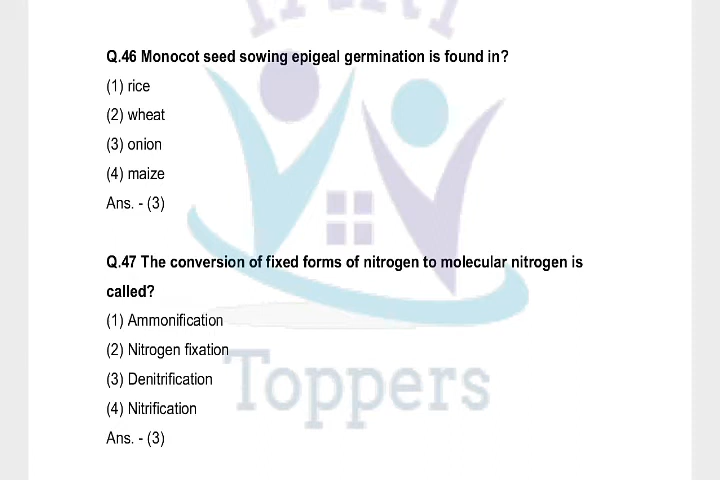 Q.46 Monocot seed sowing epigeal germination is found in?
(1) rice
(2) wheat
(3) onion
(4) maize
Ans. - (3)
Q.47 The conversion of fixed forms of nitrogen to molecular nitrogen is
called?
(1) Ammonification
(2) Nitrogen fixation
(3) Denitrification
(4) Nitrification
Toppers
Ans. - (3)